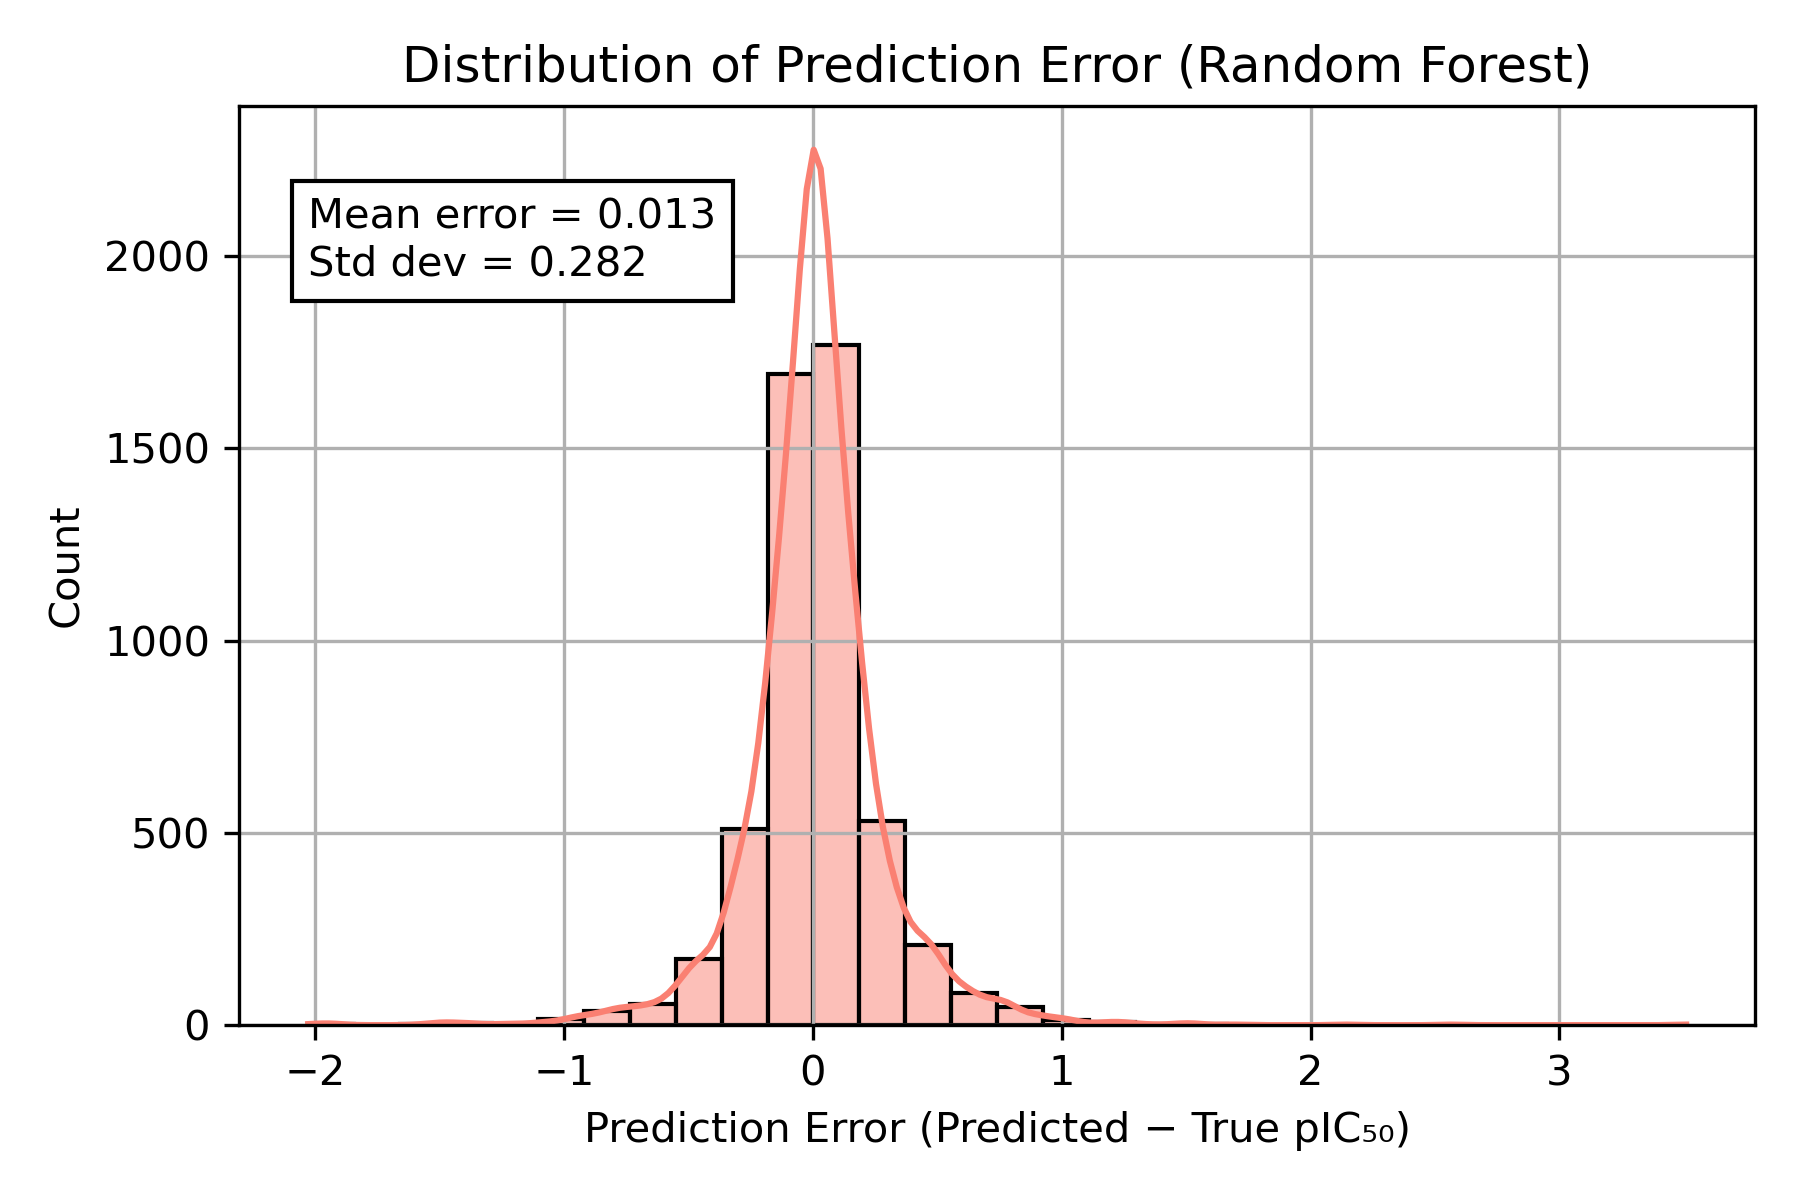 Distribution of Prediction Error (Random Forest)
Mean error = 0.013
Std dev = 0.282
2000
1500
1000
500
0
Count
−2
−1
0
1
2
3
Prediction Error (Predicted − True pIC₅₀)